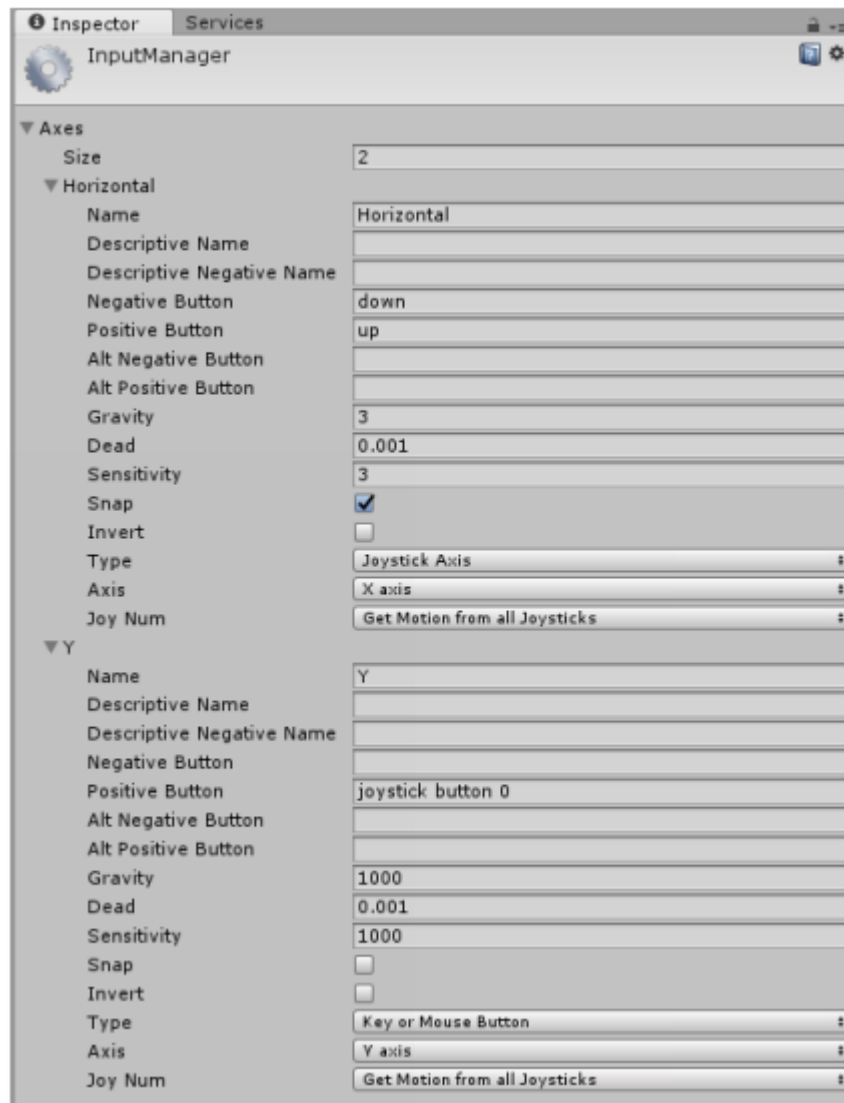 Inspector Services
InputManager
Axes
Size 2
Horizontal
Name Horizontal
Descriptive Name
Descriptive Negative Name
Negative Button down
Positive Button up
Alt Negative Button
Alt Positive Button
Gravity 3
Dead 0.001
Sensitivity 3
Snap
Invert
Type Joystick Axis
Axis X axis
Joy Num Get Motion from all Joysticks
Y
Name Y
Descriptive Name
Descriptive Negative Name
Negative Button
Positive Button joystick button 0
Alt Negative Button
Alt Positive Button
Gravity 1000
Dead 0.001
Sensitivity 1000
Snap
Invert
Type Key or Mouse Button
Axis Y axis
Joy Num Get Motion from all Joysticks